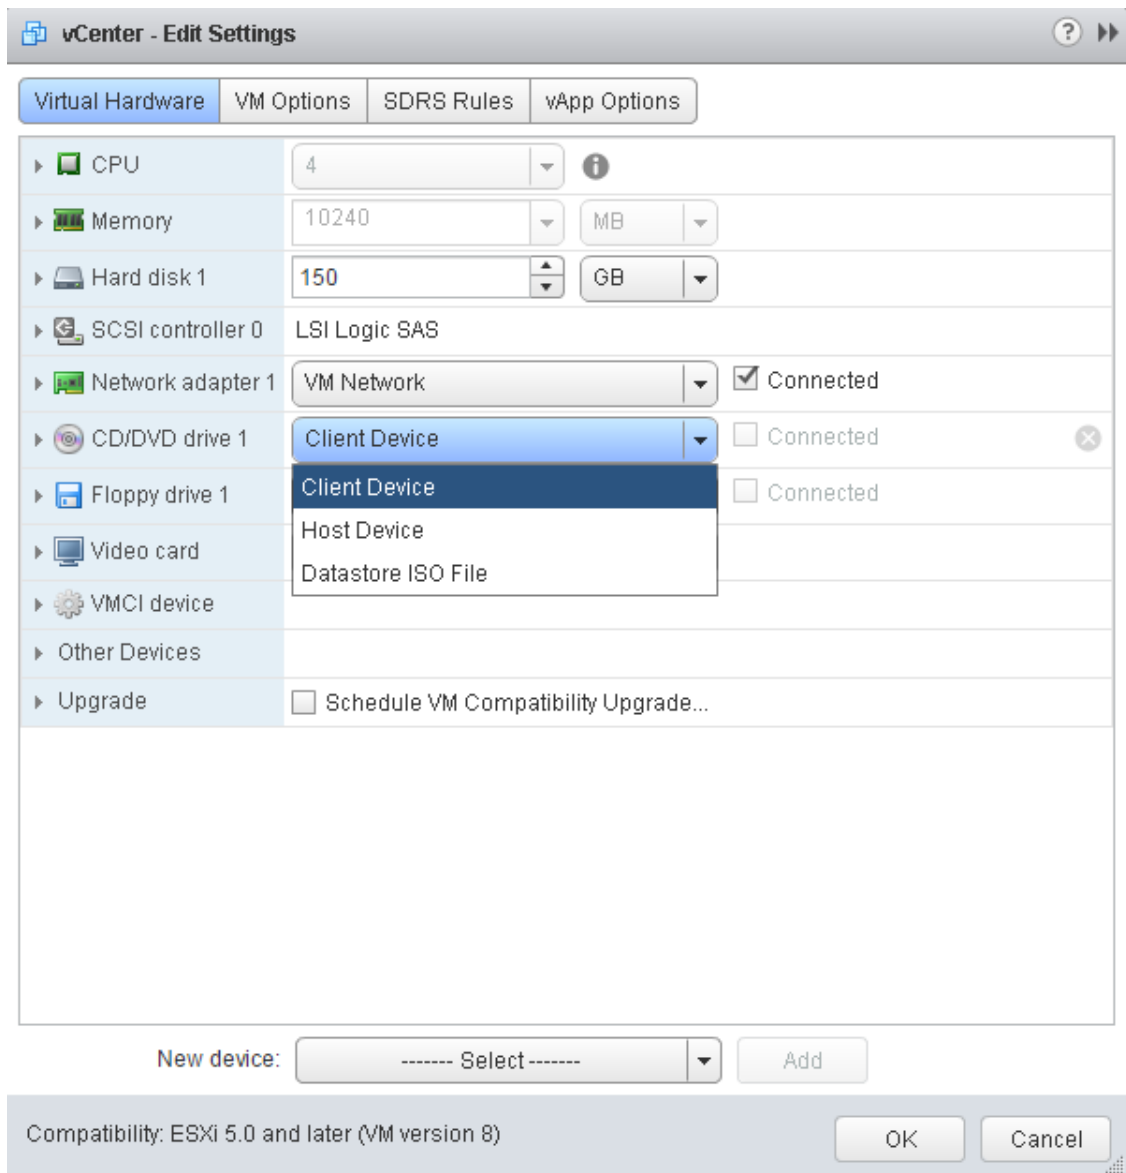 vCenter - Edit Settings ?
Virtual Hardware VM Options SDRS Rules vApp Options
CPU 4
Memory 10240 MB
Hard disk 1 150 GB
SCSI controller 0 LSI Logic SAS
Network adapter 1 VM Network Connected
CD/DVD drive 1 Client Device Connected
Client Device
Floppy drive 1 Connected
Host Device
Video card
Datastore ISO File
VMCI device
Other Devices
Upgrade Schedule VM Compatibility Upgrade...
New device: ------- Select ------- Add
Compatibility: ESXi 5.0 and later (VM version 8) OK Cancel